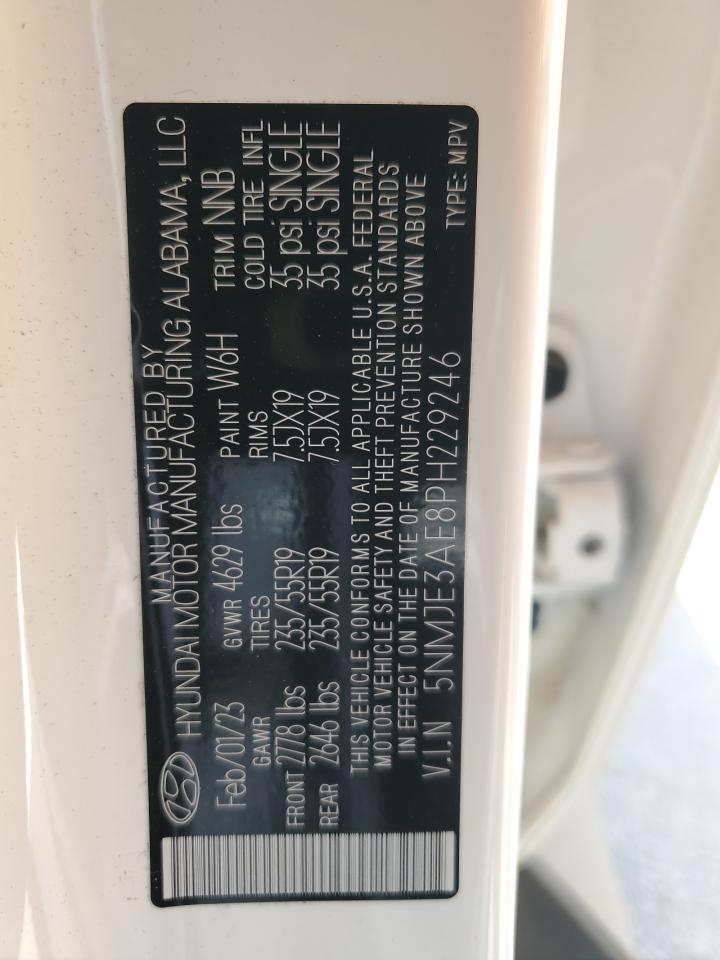 MANUFACTURED BY
HYUNDAI MOTOR MANUFACTURING ALABAMA, LLC
Feb/01/23 GVWR 4629 lbs PAINT W6H TRIM NNB
GAWR TIRES RIMS COLD TIRE INFL
FRONT 2778 lbs 235/55R19 7.5JX19 35 psi SINGLE
REAR 2646 lbs 235/55R19 7.5JX19 35 psi SINGLE
THIS VEHICLE CONFORMS TO ALL APPLICABLE U.S.A. FEDERAL
MOTOR VEHICLE SAFETY AND THEFT PREVENTION STANDARDS
IN EFFECT ON THE DATE OF MANUFACTURE SHOWN ABOVE
V.I.N 5NMJE3AE8PH229246 TYPE: MPV